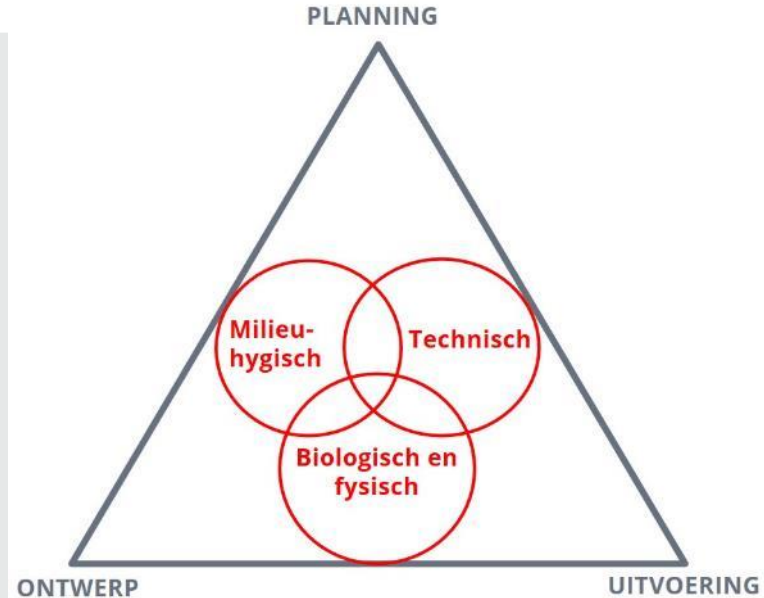 PLANNING
Milieu-
hygisch
Technisch
Biologisch en
fysisch
ONTWERP
UITVOERING